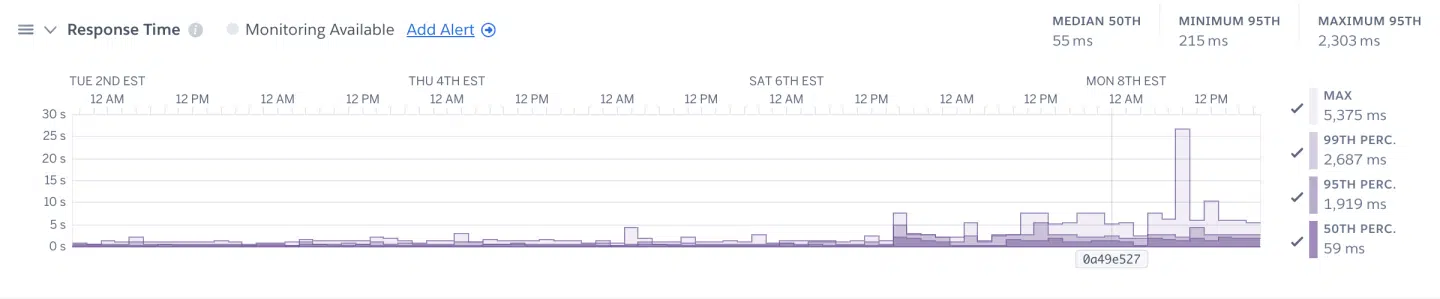 Response Time i Monitoring Available Add Alert
MEDIAN 50TH MINIMUM 95TH MAXIMUM 95TH
55 ms 215 ms 2,303 ms
TUE 2ND EST THU 4TH EST SAT 6TH EST MON 8TH EST
12 AM 12 PM 12 AM 12 PM 12 AM 12 PM 12 AM 12 PM 12 AM 12 PM 12 AM 12 PM 12 AM 12 PM
30 s
25 s
20 s
15 s
10 s
5 s
0 s
0a49e527
MAX
5,375 ms
99TH PERC.
2,687 ms
95TH PERC.
1,919 ms
50TH PERC.
59 ms